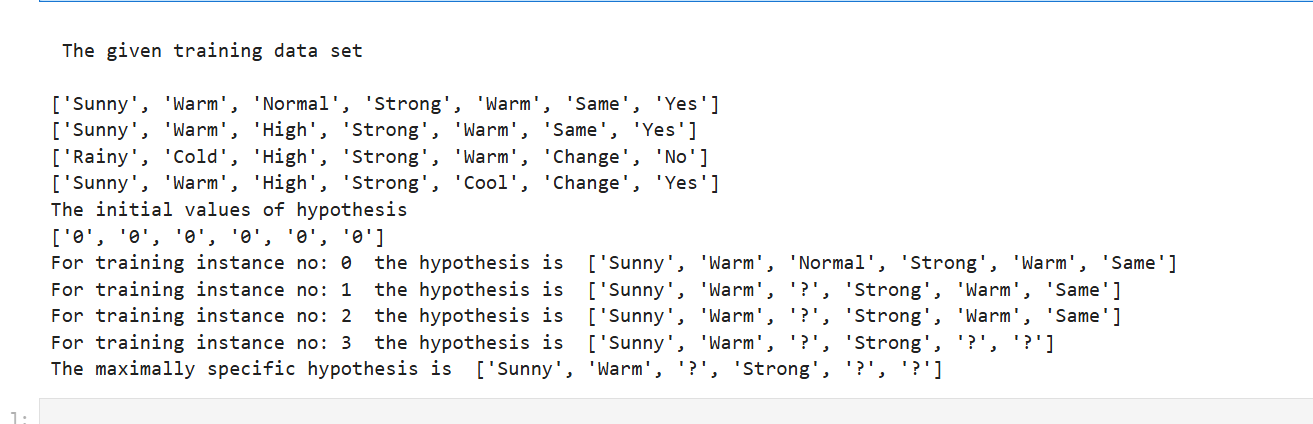 The given training data set
['Sunny', 'Warm', 'Normal', 'Strong', 'Warm', 'Same', 'Yes']
['Sunny', 'Warm', 'High', 'Strong', 'Warm', 'Same', 'Yes']
['Rainy', 'Cold', 'High', 'Strong', 'Warm', 'Change', 'No']
['Sunny', 'Warm', 'High', 'Strong', 'Cool', 'Change', 'Yes']
The initial values of hypothesis
['0', '0', '0', '0', '0', '0']
For training instance no: 0  the hypothesis is  ['Sunny', 'Warm', 'Normal', 'Strong', 'Warm', 'Same']
For training instance no: 1  the hypothesis is  ['Sunny', 'Warm', '?', 'Strong', 'Warm', 'Same']
For training instance no: 2  the hypothesis is  ['Sunny', 'Warm', '?', 'Strong', 'Warm', 'Same']
For training instance no: 3  the hypothesis is  ['Sunny', 'Warm', '?', 'Strong', '?', '?']
The maximally specific hypothesis is  ['Sunny', 'Warm', '?', 'Strong', '?', '?']